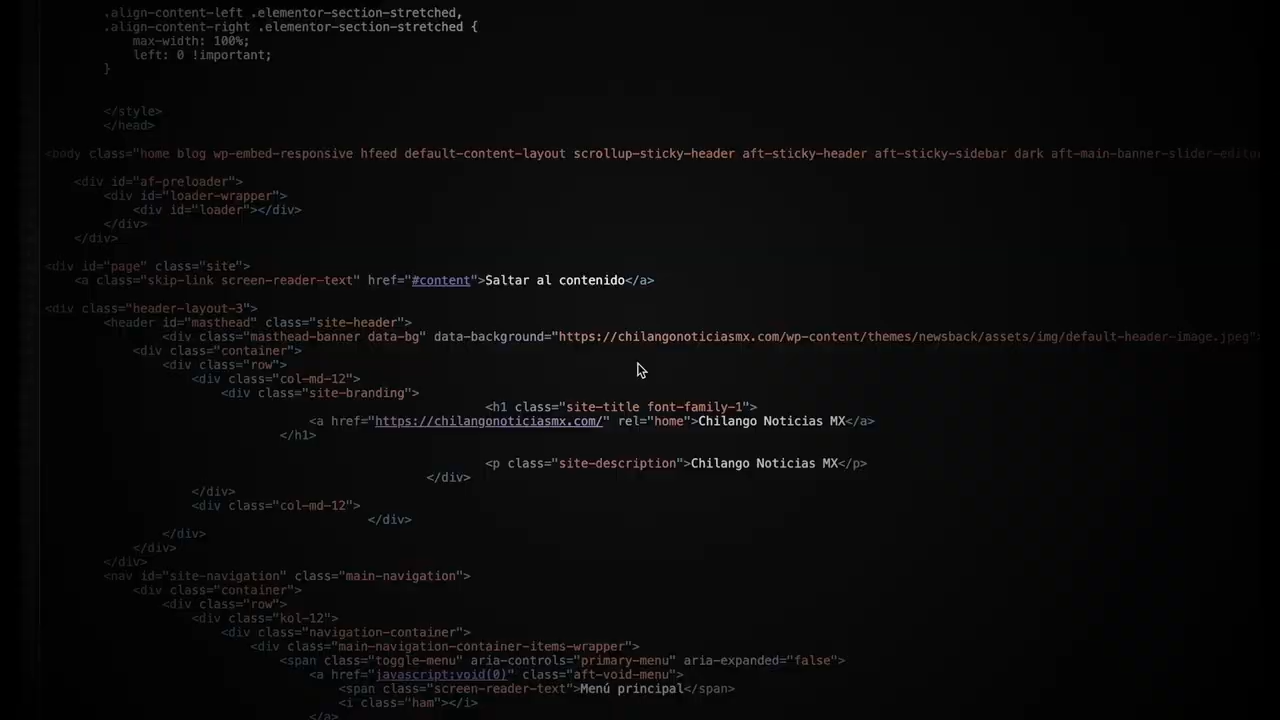 .align-content-left .elementor-section-stretched,
.align-content-right .elementor-section-stretched {
max-width: 100%;
left: 0 !important;
}
</style>
</head>
<body class="home blog wp-embed-responsive hfeed default-content-layout scrollup-sticky-header aft-sticky-header aft-sticky-sidebar dark aft-main-banner-slider-edito
<div id="af-preloader">
<div id="loader-wrapper">
<div id="loader"></div>
</div>
</div>
<div id="page" class="site">
<a class="skip-link screen-reader-text" href="#content">Saltar al contenido</a>
<div class="header-layout-3">
<header id="masthead" class="site-header">
<div class="masthead-banner data-bg" data-background="https://chilangonoticiasmx.com/wp-content/themes/newsback/assets/img/default-header-image.jpeg">
<div class="container">
<div class="row">
<div class="col-md-12">
<div class="site-branding">
<h1 class="site-title font-family-1">
<a href="https://chilangonoticiasmx.com/" rel="home">Chilango Noticias MX</a>
</h1>
<p class="site-description">Chilango Noticias MX</p>
</div>
</div>
<div class="col-md-12">
</div>
</div>
</div>
</div>
<nav id="site-navigation" class="main-navigation">
<div class="container">
<div class="row">
<div class="kol-12">
<div class="navigation-container">
<div class="main-navigation-container-items-wrapper">
<span class="toggle-menu" aria-controls="primary-menu" aria-expanded="false">
<a href="javascript:void(0)" class="aft-void-menu">
<span class="screen-reader-text">Menú principal</span>
<i class="ham"></i>
</a>